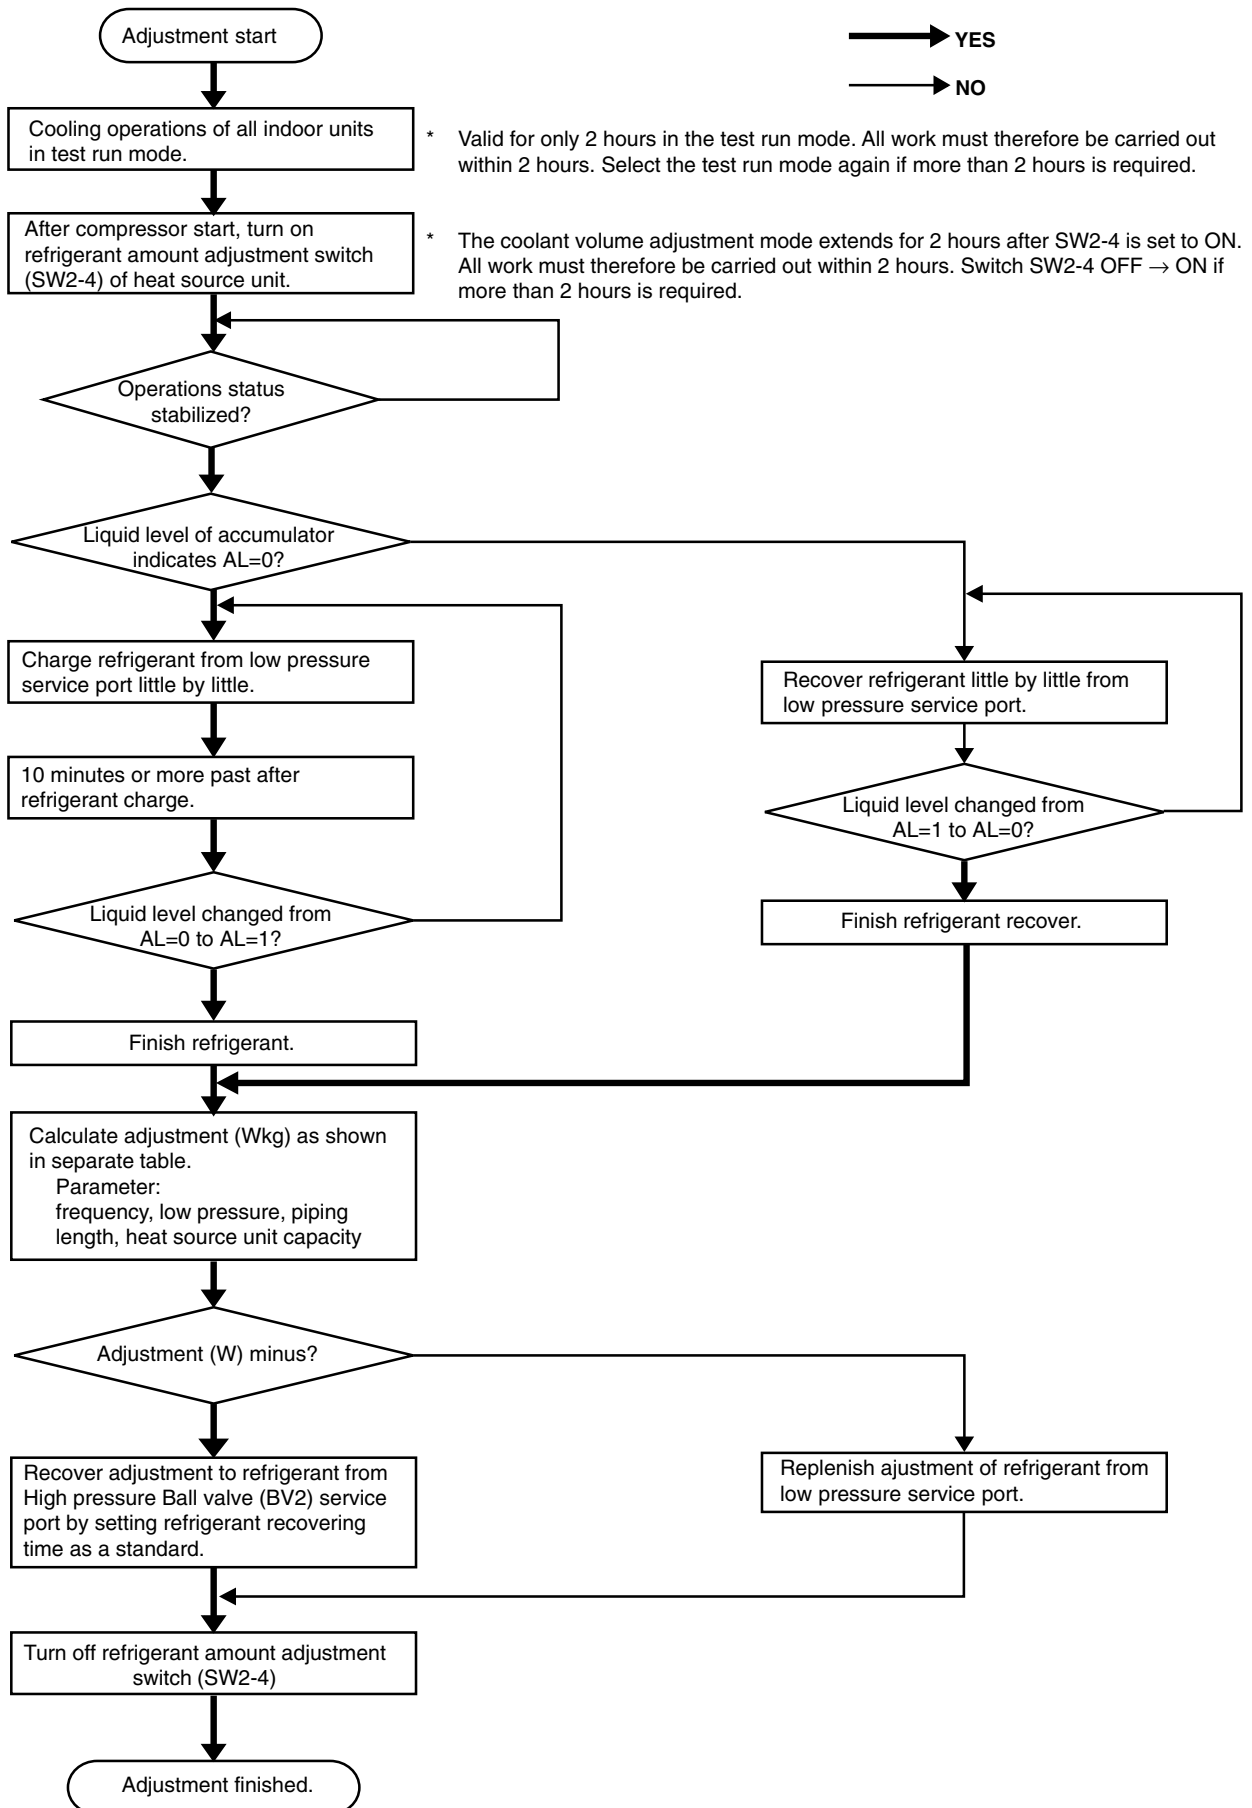 Adjustment start
YES
NO
Cooling operations of all indoor units
in test run mode.
* Valid for only 2 hours in the test run mode. All work must therefore be carried out
within 2 hours. Select the test run mode again if more than 2 hours is required.
After compressor start, turn on
refrigerant amount adjustment switch
(SW2-4) of heat source unit.
* The coolant volume adjustment mode extends for 2 hours after SW2-4 is set to ON.
All work must therefore be carried out within 2 hours. Switch SW2-4 OFF → ON if
more than 2 hours is required.
Operations status
stabilized?
Liquid level of accumulator
indicates AL=0?
Charge refrigerant from low pressure
service port little by little.
Recover refrigerant little by little from
low pressure service port.
10 minutes or more past after
refrigerant charge.
Liquid level changed from
AL=1 to AL=0?
Liquid level changed from
AL=0 to AL=1?
Finish refrigerant recover.
Finish refrigerant.
Calculate adjustment (Wkg) as shown
in separate table.
Parameter:
frequency, low pressure, piping
length, heat source unit capacity
Adjustment (W) minus?
Recover adjustment to refrigerant from
High pressure Ball valve (BV2) service
port by setting refrigerant recovering
time as a standard.
Replenish ajustment of refrigerant from
low pressure service port.
Turn off refrigerant amount adjustment
switch (SW2-4)
Adjustment finished.